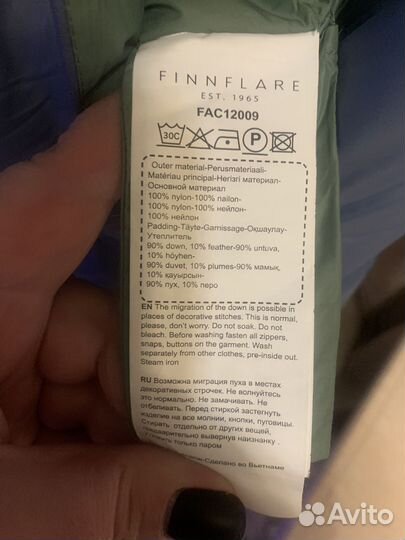 FINNFLARE
EST. 1965
FAC12009
30C
P
Outer material-Perusmateriaali-
Matériau principal-Негізгі материал-
Основной материал
100% nylon-100% nailon-
100% nylon-100% нейлон-
100% нейлон
Padding-Täyte-Garnissage-Оқшаулау-
Утеплитель
90% down, 10% feather-90% untuva,
10% höyhen-
90% duvet, 10% plumes-90% мамық,
10% қауырсын-
90% пух, 10% перо
EN The migration of the down is possible in
places of decorative stitches. This is normal,
please, don't worry. Do not soak. Do not
bleach. Before washing fasten all zippers,
snaps, buttons on the garment. Wash
separately from other clothes, pre-inside out.
Steam iron
RU Возможна миграция пуха в местах
декоративных строчек. Не волнуйтесь
это нормально. Не замачивать. Не
отбеливать. Перед стиркой застегнуть
изделие на все молнии, кнопки, пуговицы.
Стирать отдельно от других вещей,
предварительно вывернув наизнанку.
только паром
Сделано во Вьетнаме
Avito